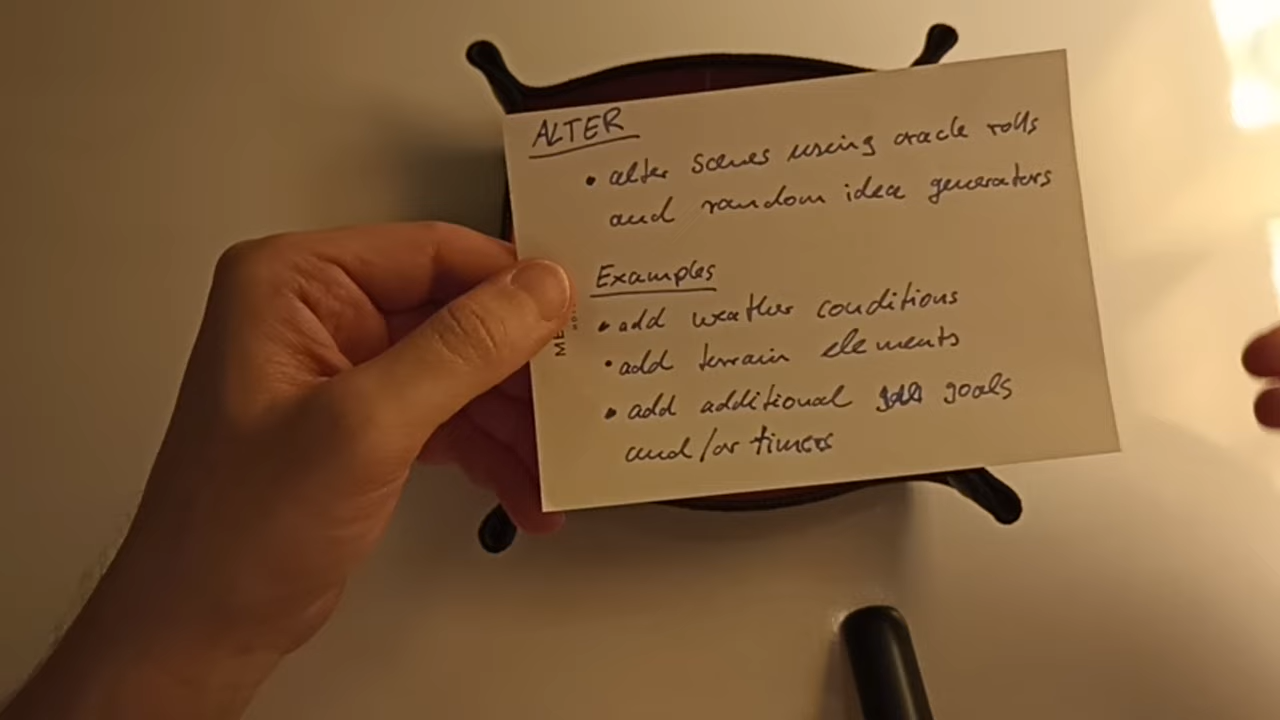 ALTER
• alter scenes using oracle rolls
and random idea generators
Examples
• add weather conditions
• add terrain elements
• add additional goals
and/or timers
ME